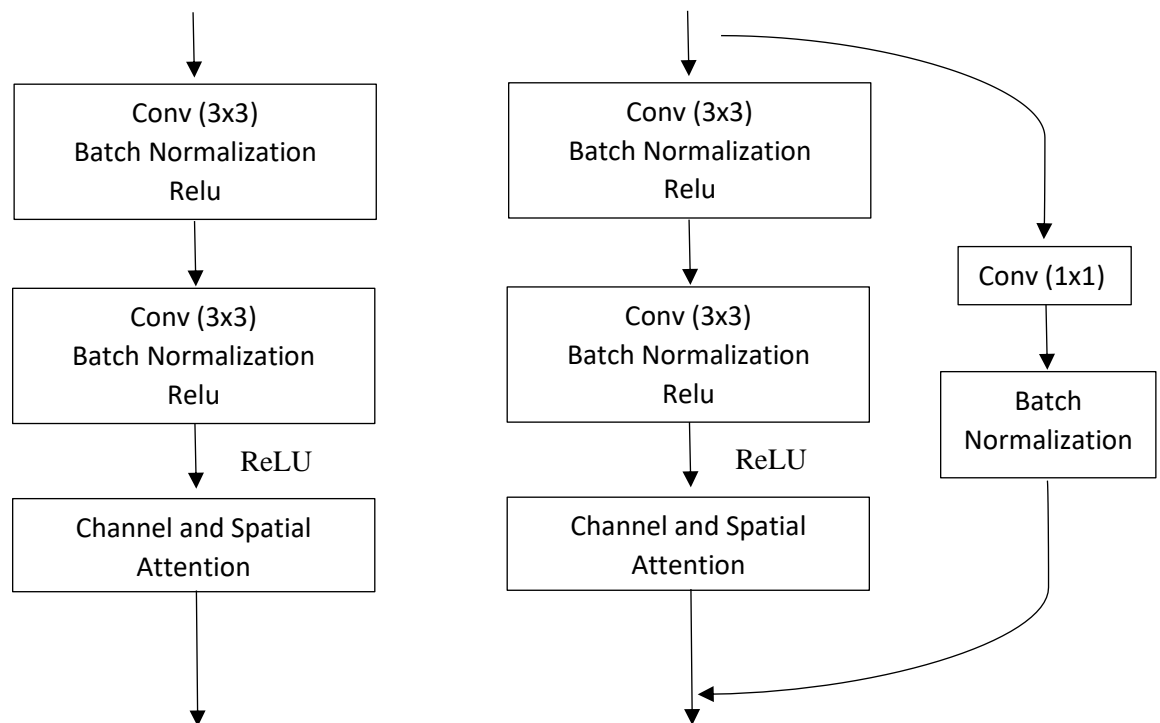 Conv (3x3)
Batch Normalization
Relu
Conv (3x3)
Batch Normalization
Relu
ReLU
Channel and Spatial
Attention
Conv (3x3)
Batch Normalization
Relu
Conv (3x3)
Batch Normalization
Relu
ReLU
Channel and Spatial
Attention
Conv (1x1)
Batch
Normalization